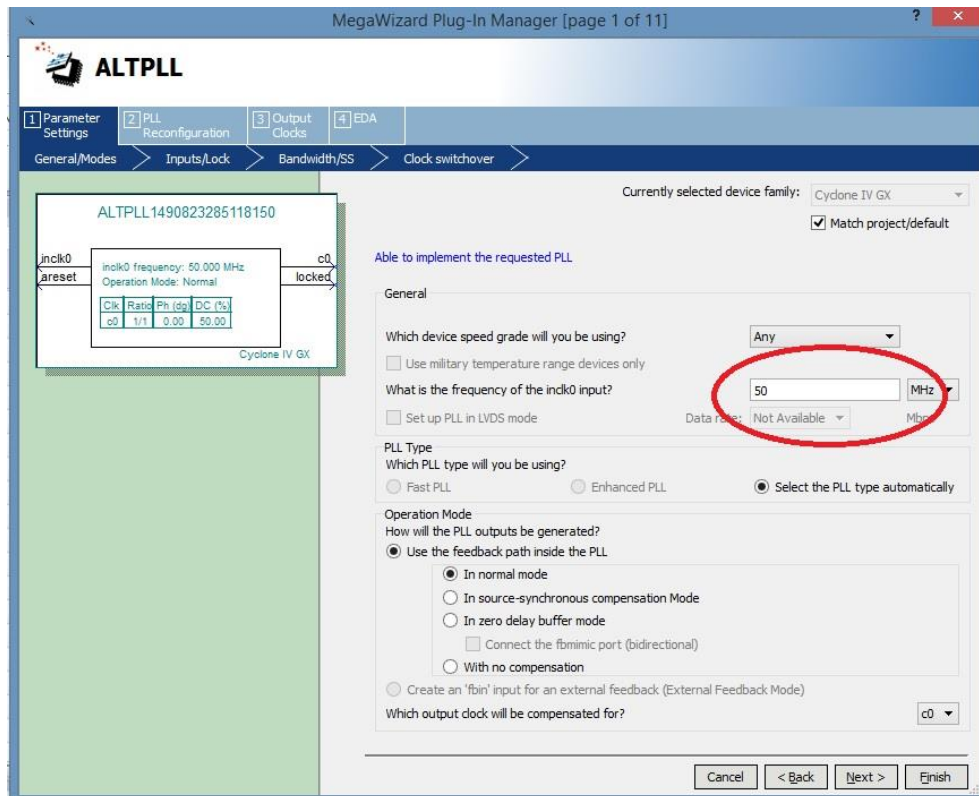 MegaWizard Plug-In Manager [page 1 of 11]
?
ALTPLL
1 Parameter Settings
2 PLL Reconfiguration
3 Output Clocks
4 EDA
General/Modes
Inputs/Lock
Bandwidth/SS
Clock switchover
Currently selected device family: Cyclone IV GX
Match project/default
ALTPLL1490823285118150
inclk0
areset
inclk0 frequency: 50.000 MHz
Operation Mode: Normal
Clk Ratio Ph (dg) DC (%)
c0 1/1 0.00 50.00
c0
locked
Cyclone IV GX
Able to implement the requested PLL
General
Which device speed grade will you be using? Any
Use military temperature range devices only
What is the frequency of the inclk0 input? 50 MHz
Set up PLL in LVDS mode Data rate: Not Available
PLL Type
Which PLL type will you be using?
Fast PLL Enhanced PLL Select the PLL type automatically
Operation Mode
How will the PLL outputs be generated?
Use the feedback path inside the PLL
In normal mode
In source-synchronous compensation Mode
In zero delay buffer mode
Connect the fbmimic port (bidirectional)
With no compensation
Create an 'fbin' input for an external feedback (External Feedback Mode)
Which output clock will be compensated for? c0
Cancel < Back Next > Finish